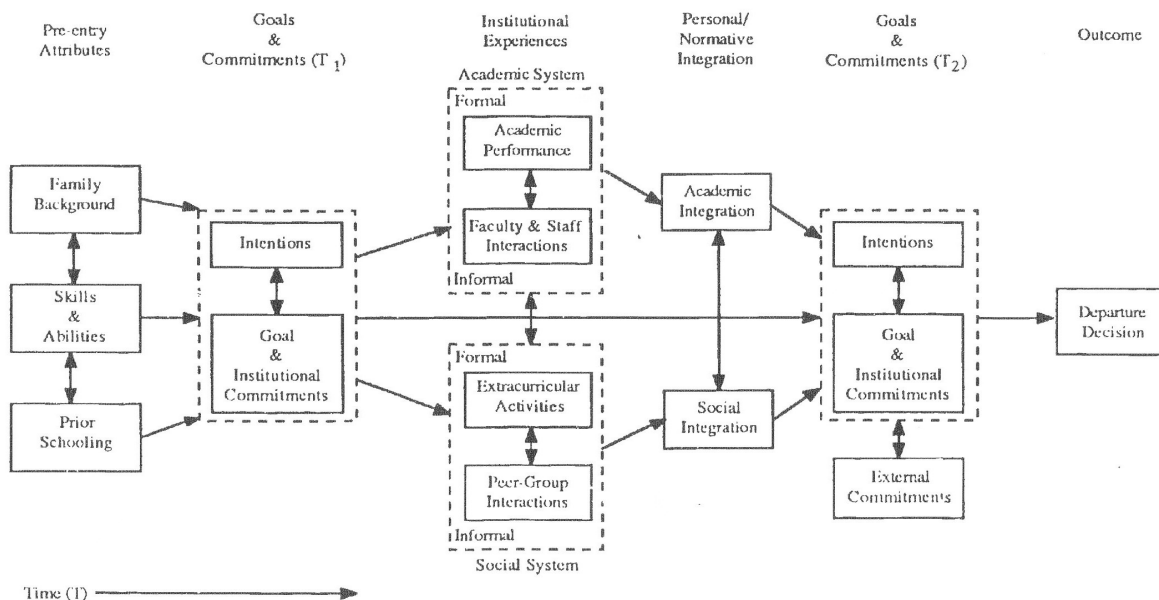 Pre-entry
Attributes
Goals
&
Commitments (T1)
Institutional
Experiences
Personal/
Normative
Integration
Goals
&
Commitments (T2)
Outcome
Academic System
Formal
Academic
Performance
Faculty & Staff
Interactions
Informal
Family
Background
Skills
&
Abilities
Prior
Schooling
Intentions
Goal
&
Institutional
Commitments
Formal
Extracurricular
Activities
Peer-Group
Interactions
Informal
Social System
Academic
Integration
Social
Integration
Intentions
Goal
&
Institutional
Commitments
External
Commitments
Departure
Decision
Time (T)